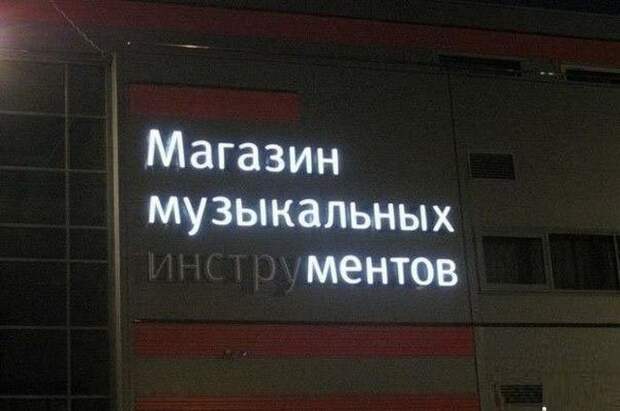 Магазин
музыкальных
инструментов